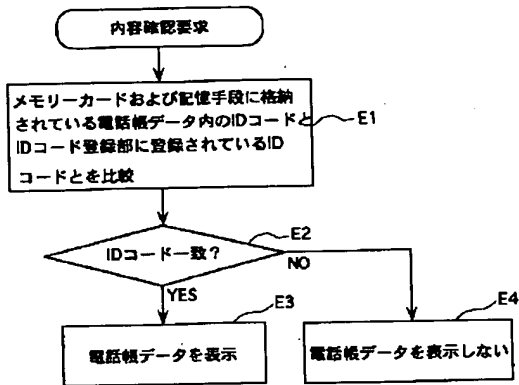 内容確認要求
メモリーカードおよび記憶手段に格納
されている電話帳データ内のIDコードと
IDコード登録部に登録されているID
コードとを比較
E1
IDコード一致?
E2
NO
YES
E3
E4
電話帳データを表示
電話帳データを表示しない